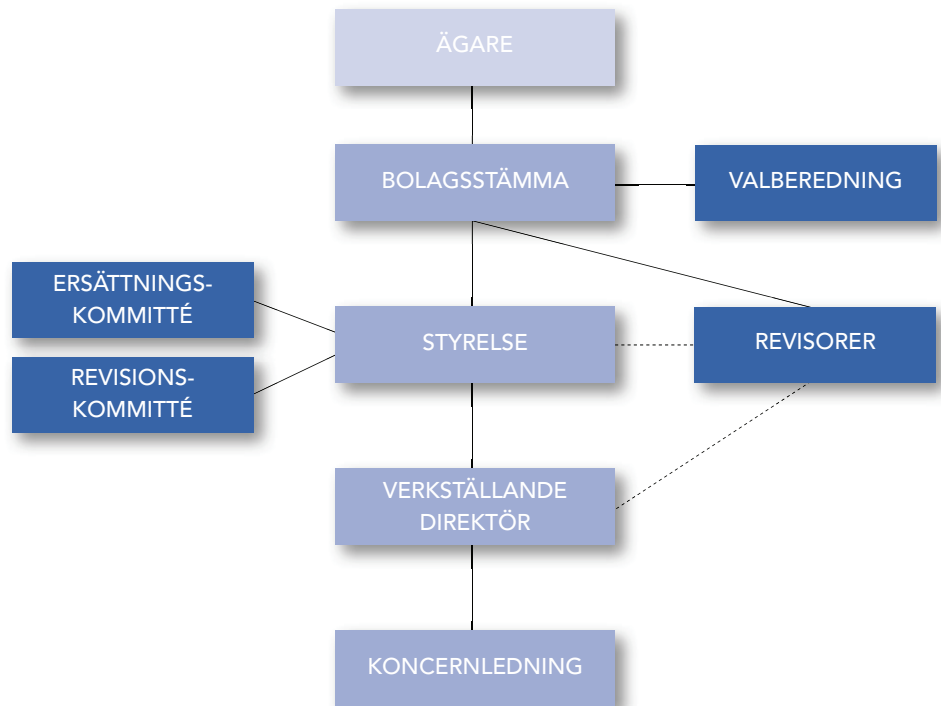 ÄGARE
BOLAGSSTÄMMA
VALBEREDNING
ERSÄTTNINGS-
KOMMITTÉ
STYRELSE
REVISORER
REVISIONS-
KOMMITTÉ
VERKSTÄLLANDE
DIREKTÖR
KONCERNLEDNING